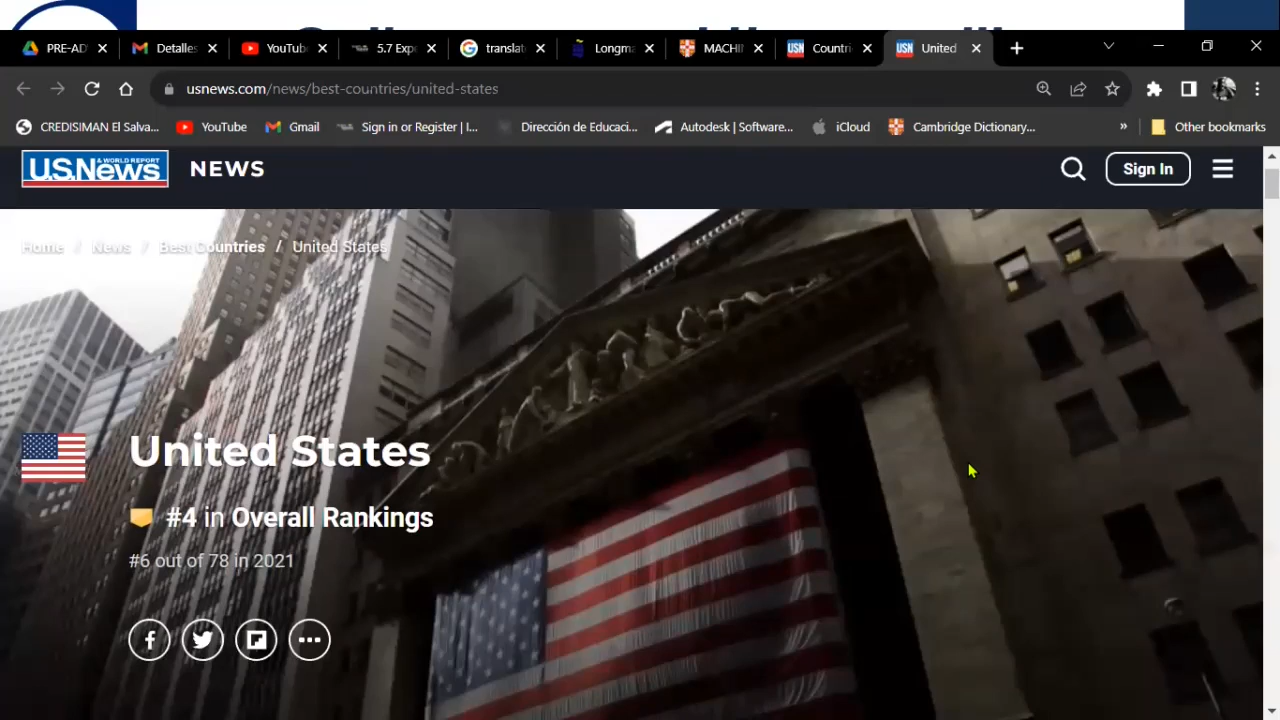 PRE-AD
Detalles
YouTub
5.7 Exp
translat
Longma
MACHI
Countri
United
usnews.com/news/best-countries/united-states
CREDISIMAN El Salva...
YouTube
Gmail
Sign in or Register | I...
Dirección de Educaci...
Autodesk | Software...
iCloud
Cambridge Dictionary...
»
Other bookmarks
U.S.News
& WORLD REPORT
NEWS
Sign In
Home / News / Best Countries / United States
United States
#4 in Overall Rankings
#6 out of 78 in 2021